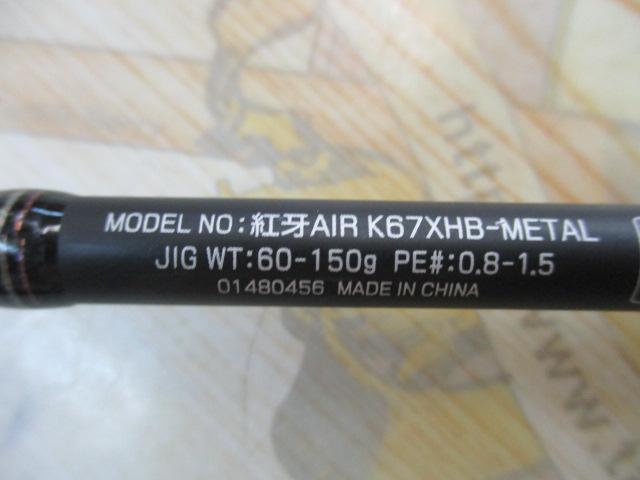 MODEL NO:紅牙AIR K67XHB-METAL
JIG WT:60-150g PE#:0.8-1.5
01480456 MADE IN CHINA